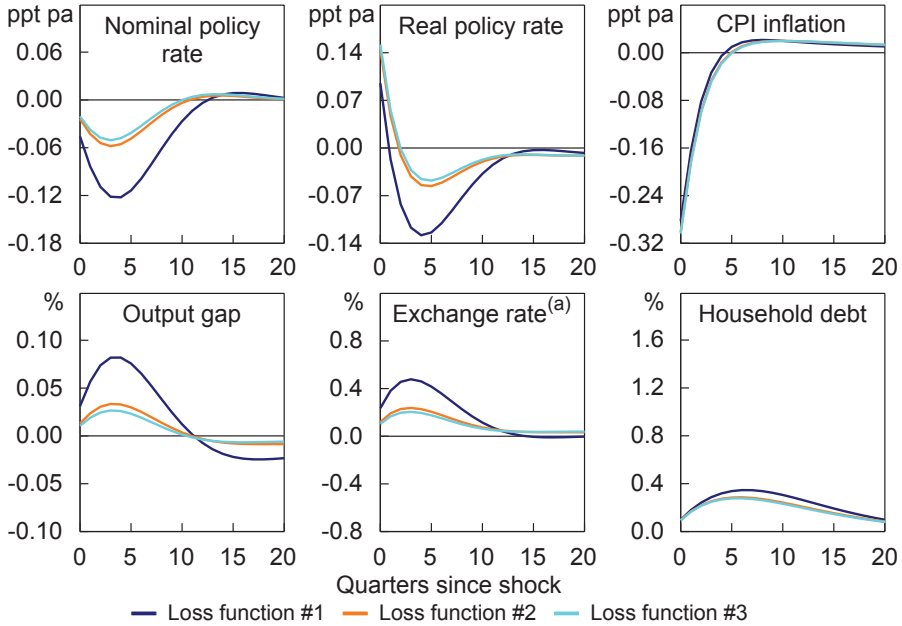 ppt pa
Nominal policy
rate
0.06
0.00
-0.06
-0.12
-0.18
0 5 10 15 20
ppt pa
Real policy rate
0.14
0.07
0.00
-0.07
-0.14
0 5 10 15 20
ppt pa
CPI inflation
0.00
-0.08
-0.16
-0.24
-0.32
0 5 10 15 20
%
Output gap
0.10
0.05
0.00
-0.05
-0.10
0 5 10 15 20
%
Exchange rate(a)
0.8
0.4
0.0
-0.4
-0.8
0 5 10 15 20
%
Household debt
1.6
1.2
0.8
0.4
0.0
0 5 10 15 20
Quarters since shock
Loss function #1 Loss function #2 Loss function #3